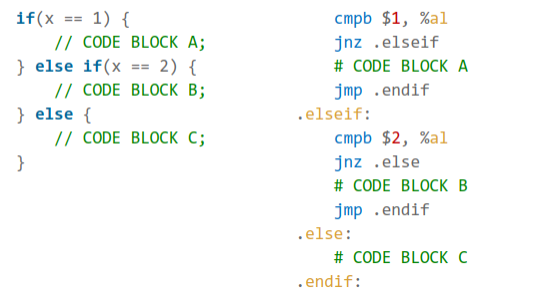 if(x == 1) {
    // CODE BLOCK A;
} else if(x == 2) {
    // CODE BLOCK B;
} else {
    // CODE BLOCK C;
}
    cmpb $1, %al
    jnz .elseif
    # CODE BLOCK A
    jmp .endif
.elseif:
    cmpb $2, %al
    jnz .else
    # CODE BLOCK B
    jmp .endif
.else:
    # CODE BLOCK C
.endif: